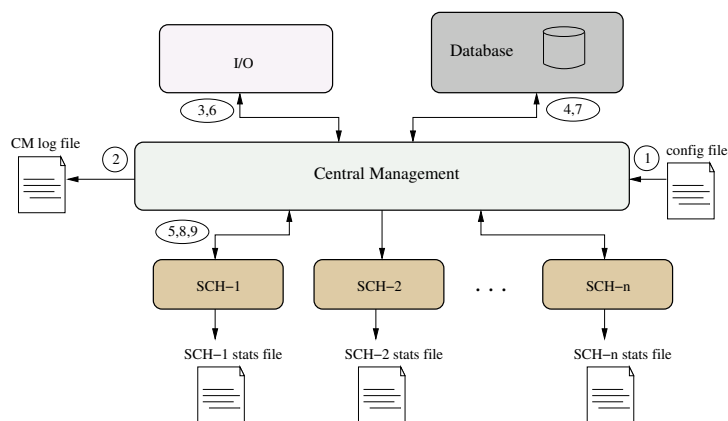 I/O
Database
3,6
4,7
CM log file
2
Central Management
1
config file
5,8,9
SCH−1
SCH−2
. . .
SCH−n
SCH−1 stats file
SCH−2 stats file
SCH−n stats file